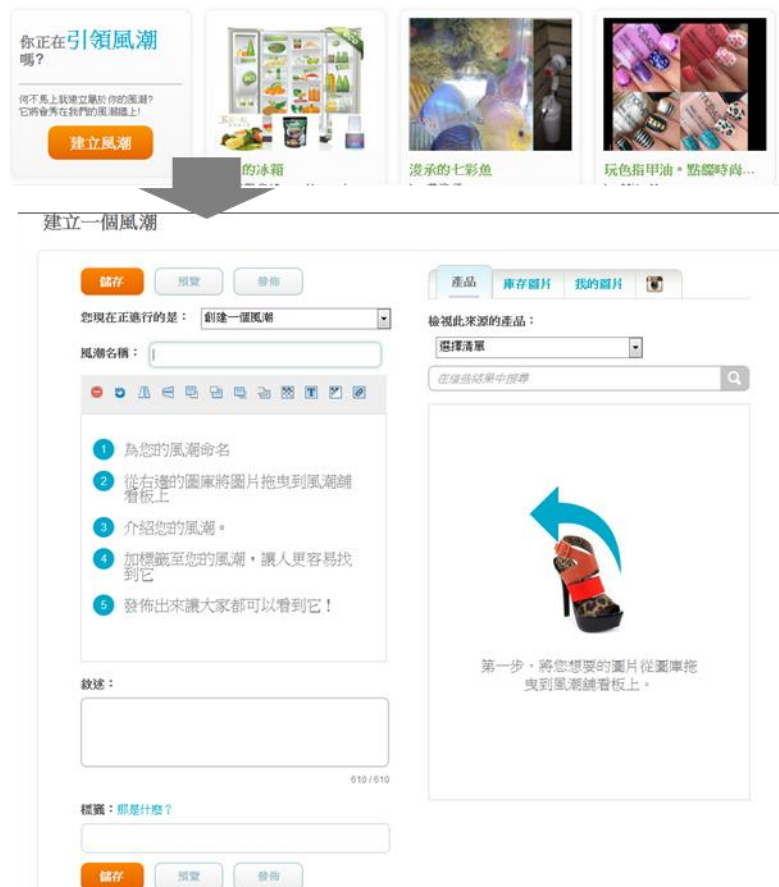 你正在引領風潮
嗎?
何不馬上就建立屬於你的風潮?
它將會秀在我們的風潮牆上!
建立風潮
的冰箱
浚承的七彩魚
玩色指甲油。點綴時尚...
建立一個風潮
儲存
預覽
發佈
您現在正進行的是:
創建一個風潮
風潮名稱:
1 為您的風潮命名
2 從右邊的圖庫將圖片拖曳到風潮舖
看板上
3 介紹您的風潮。
4 加標籤至您的風潮,讓人更容易找
到它
5 發佈出來讓大家都可以看到它!
敘述:
610 / 610
標籤:那是什麼?
儲存
預覽
發佈
產品
庫存圖片
我的圖片
檢視此來源的產品:
選擇清單
在這些結果中搜尋
第一步,將您想要的圖片從圖庫拖
曳到風潮舖看板上。